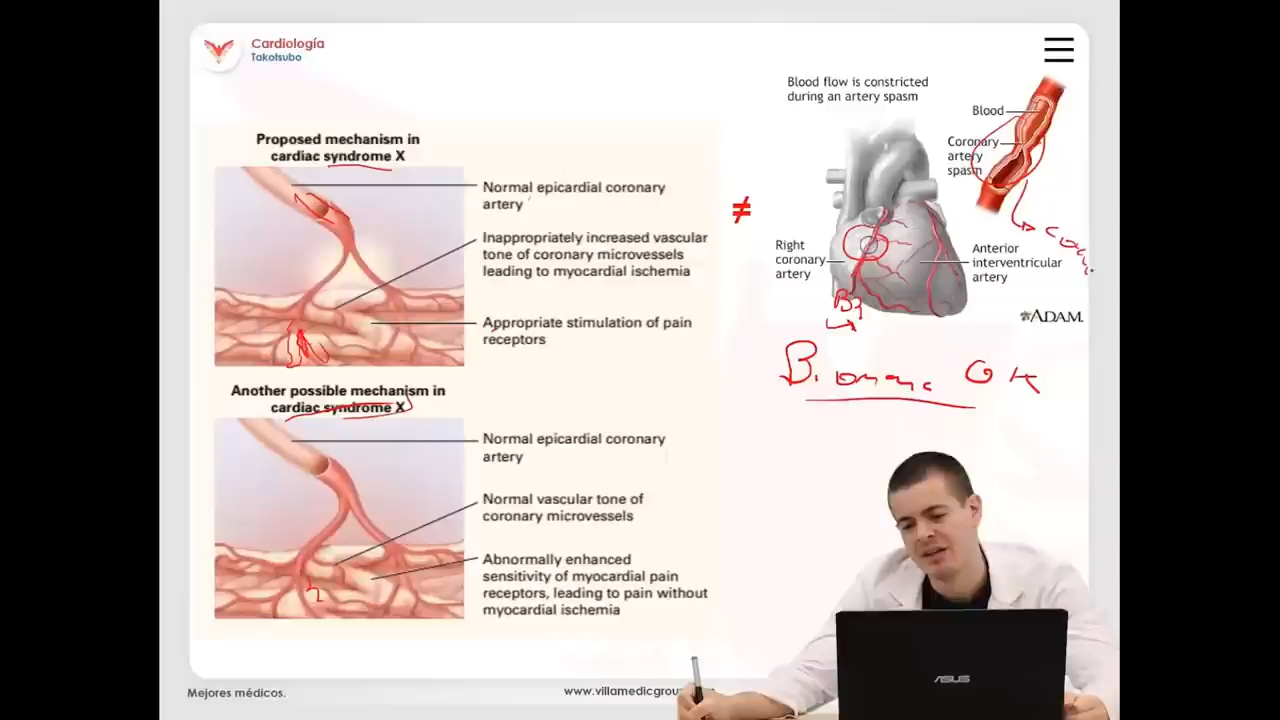 Cardiología
Takotsubo
Proposed mechanism in
cardiac syndrome X
Normal epicardial coronary
artery
Inappropriately increased vascular
tone of coronary microvessels
leading to myocardial ischemia
Appropriate stimulation of pain
receptors
Another possible mechanism in
cardiac syndrome X
Normal epicardial coronary
artery
Normal vascular tone of
coronary microvessels
Abnormally enhanced
sensitivity of myocardial pain
receptors, leading to pain without
myocardial ischemia
≠
Blood flow is constricted
during an artery spasm
Blood
Coronary
artery
spasm
Right
coronary
artery
Anterior
interventricular
artery
ADAM.
OK
ASUS
Mejores médicos.
www.villamedicgrou